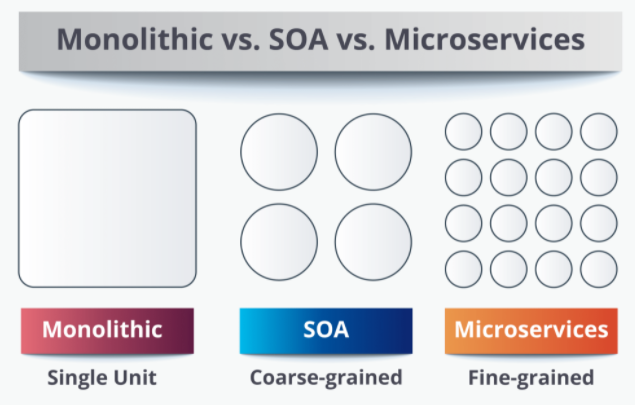 Monolithic vs. SOA vs. Microservices
Monolithic
SOA
Microservices
Single Unit
Coarse-grained
Fine-grained